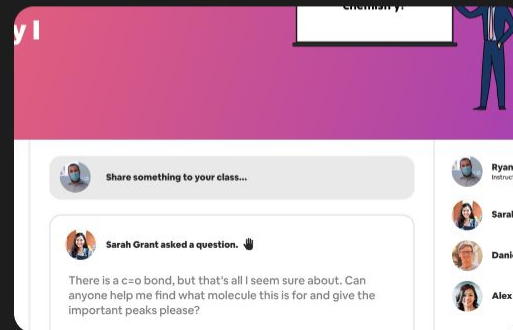 y I
Share something to your class...
Ryan
Instruc
Sarah Grant asked a question.
Sara
There is a c=o bond, but that's all I seem sure about. Can
anyone help me find what molecule this is for and give the
important peaks please?
Dani
Alex